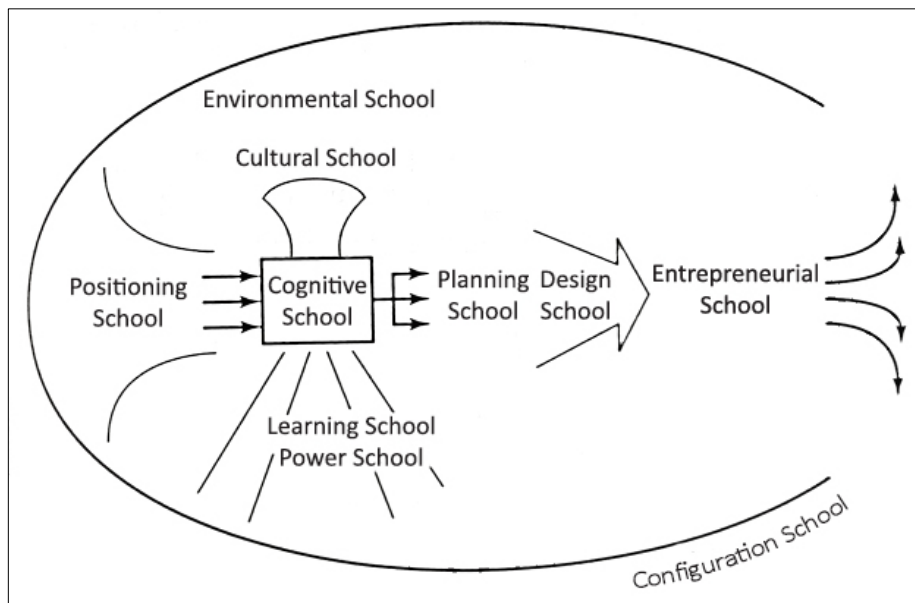 Environmental School
Cultural School
Positioning
School
Cognitive
School
Planning
School
Design
School
Entrepreneurial
School
Learning School
Power School
Configuration School